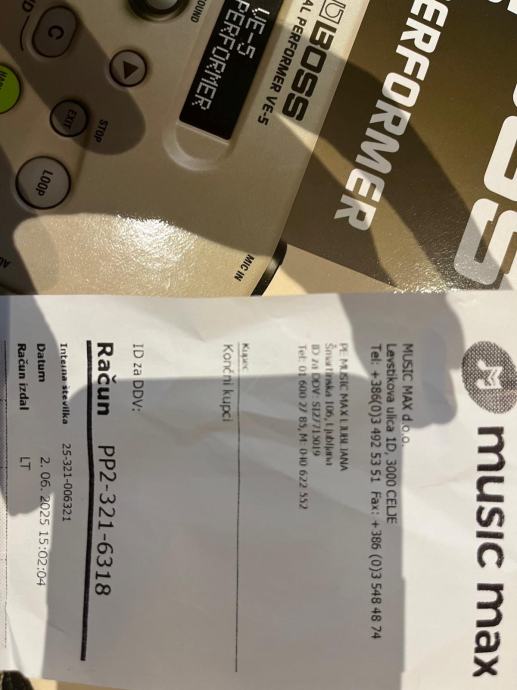 BOSS
VOCAL PERFORMER VE-5
VE-5
PERFORMER
C
EXIT
STOP
LOOP
MIC IN
PERFORMER
music max
MUSIC MAX d.o.o.
Levstikova ulica 1D, 3000 CELJE
Tel: +386(0)3 492 53 51 Fax: +386 (0)3 548 48 74
PE MUSIC MAX LJUBLJANA
Šmartinska 106, Ljubljana
ID za DDV: SI27715019
Tel: 01 600 27 85, M: 040 622 552
Kupec
Končni kupci
ID za DDV:
Račun PP2-321-6318
Interna številka 25-321-006321
Datum 2. 06. 2025 15:02:04
Račun izdal LT